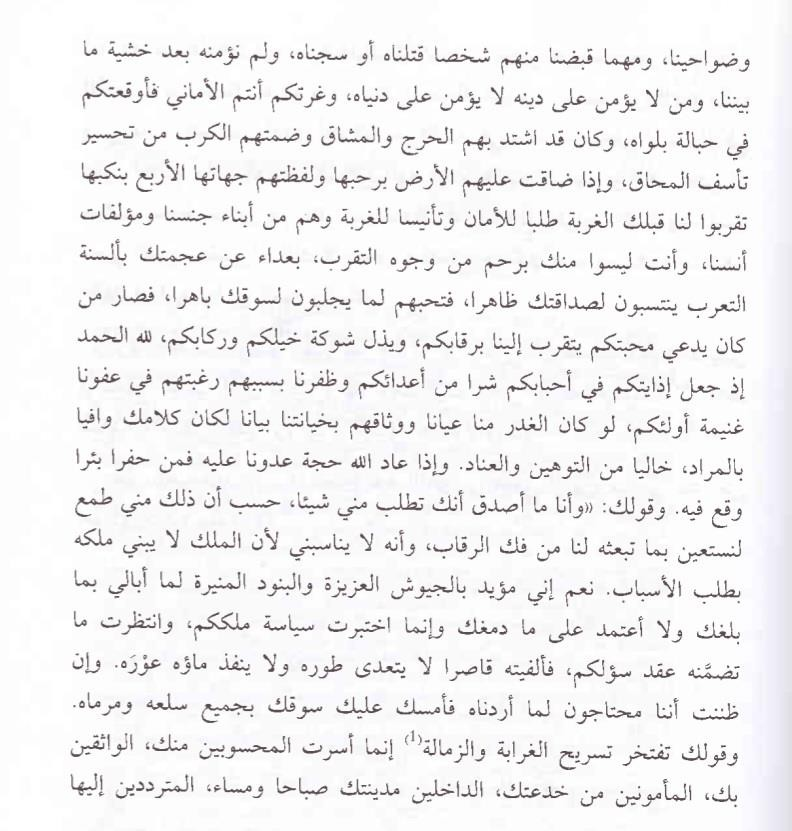 وضواحينا، ومهما قبضنا منهم شخصا قتلناه أو سجناه، ولم نؤمنه بعد خشية ما
بيننا، ومن لا يؤمن على دينه لا يؤمن على دنياه، وغرتكم أنتم الأماني فأوقعتكم
في حبالة بلواه، وكان قد اشتد بهم الحرج والمشاق وضمتهم الكرب من تحسير
تأسف المحاق، وإذا ضاقت عليهم الأرض برحبها ولفظتهم جهاتها الأربع بنكبها
تقربوا لنا قبلك الغربة طلبا للأمان وتأنيسا للغربة وهم من أبناء جنسنا ومؤلفات
أنسنا، وأنت ليسوا منك برحم من وجوه التقرب، بعداء عن عجمتك بألسنة
التعرب ينتسبون لصداقتك ظاهرا، فتحبهم لما يجلبون لسوقك باهرا، فصار من
كان يدعي محبتكم يتقرب إلينا برقابكم، ويذل شوكة خيلكم وركابكم، لله الحمد
إذ جعل إذايتكم في أحبابكم شرا من أعدائكم وظفرنا بسببهم رغبتهم في عفونا
غنيمة أولئكم، لو كان الغدر منا عيانا ووثاقهم بخيانتنا بيانا لكان كلامك وافيا
بالمراد، خاليا من التوهين والعناد. وإذا عاد الله حجة عدونا عليه فمن حفرا بئرا
وقع فيه. وقولك: «وأنا ما أصدق أنك تطلب مني شيئا، حسب أن ذلك مني طمع
لنستعين بما تبعثه لنا من فك الرقاب، وأنه لا يناسبني لأن الملك لا يبني ملكه
بطلب الأسباب. نعم إني مؤيد بالجيوش العزيزة والبنود المنيرة لما أبالي بما
بلغك ولا أعتمد على ما دمغك وإنما اختبرت سياسة ملككم، وانتظرت ما
تضمَّنه عقد سؤلكم، فألفيته قاصرا لا يتعدى طوره ولا ينفذ ماؤه عوْرَه. وإن
ظننت أننا محتاجون لما أردناه فأمسك عليك سوقك بجميع سلعه ومرماه.
وقولك تفتخر تسريح الغرابة والزمالة(1) إنما أسرت المحسوبين منك، الواثقين
بك، المأمونين من خدعتك، الداخلين مدينتك صباحا ومساء، المترددين إليها